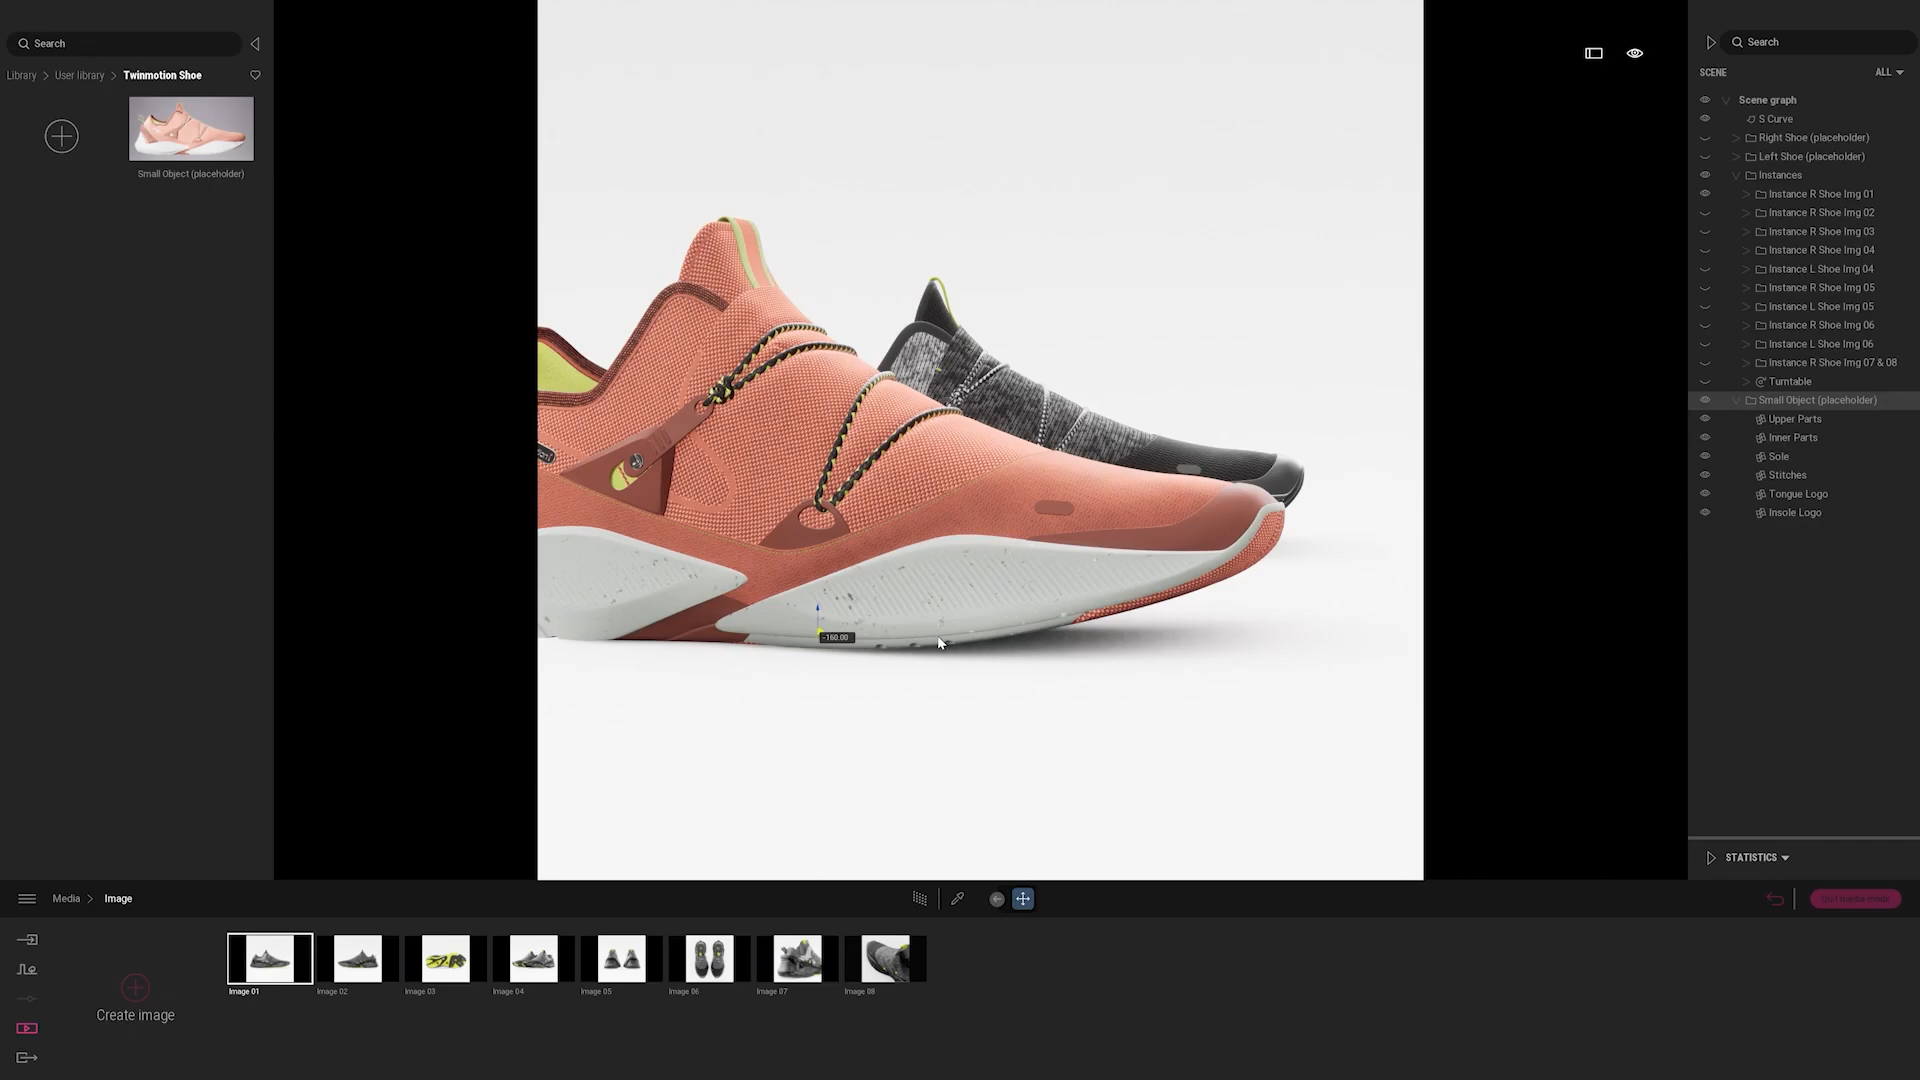 Search
Library > User library > Twinmotion Shoe
Small Object (placeholder)
-160.00
Search
SCENE
ALL
Scene graph
S Curve
Right Shoe (placeholder)
Left Shoe (placeholder)
Instances
Instance R Shoe Img 01
Instance R Shoe Img 02
Instance R Shoe Img 03
Instance R Shoe Img 04
Instance L Shoe Img 04
Instance R Shoe Img 05
Instance L Shoe Img 05
Instance R Shoe Img 06
Instance L Shoe Img 06
Instance R Shoe Img 07 & 08
Turntable
Small Object (placeholder)
Upper Parts
Inner Parts
Sole
Stitches
Tongue Logo
Insole Logo
STATISTICS
Media > Image
Quit media mode
Create image
Image 01
Image 02
Image 03
Image 04
Image 05
Image 06
Image 07
Image 08